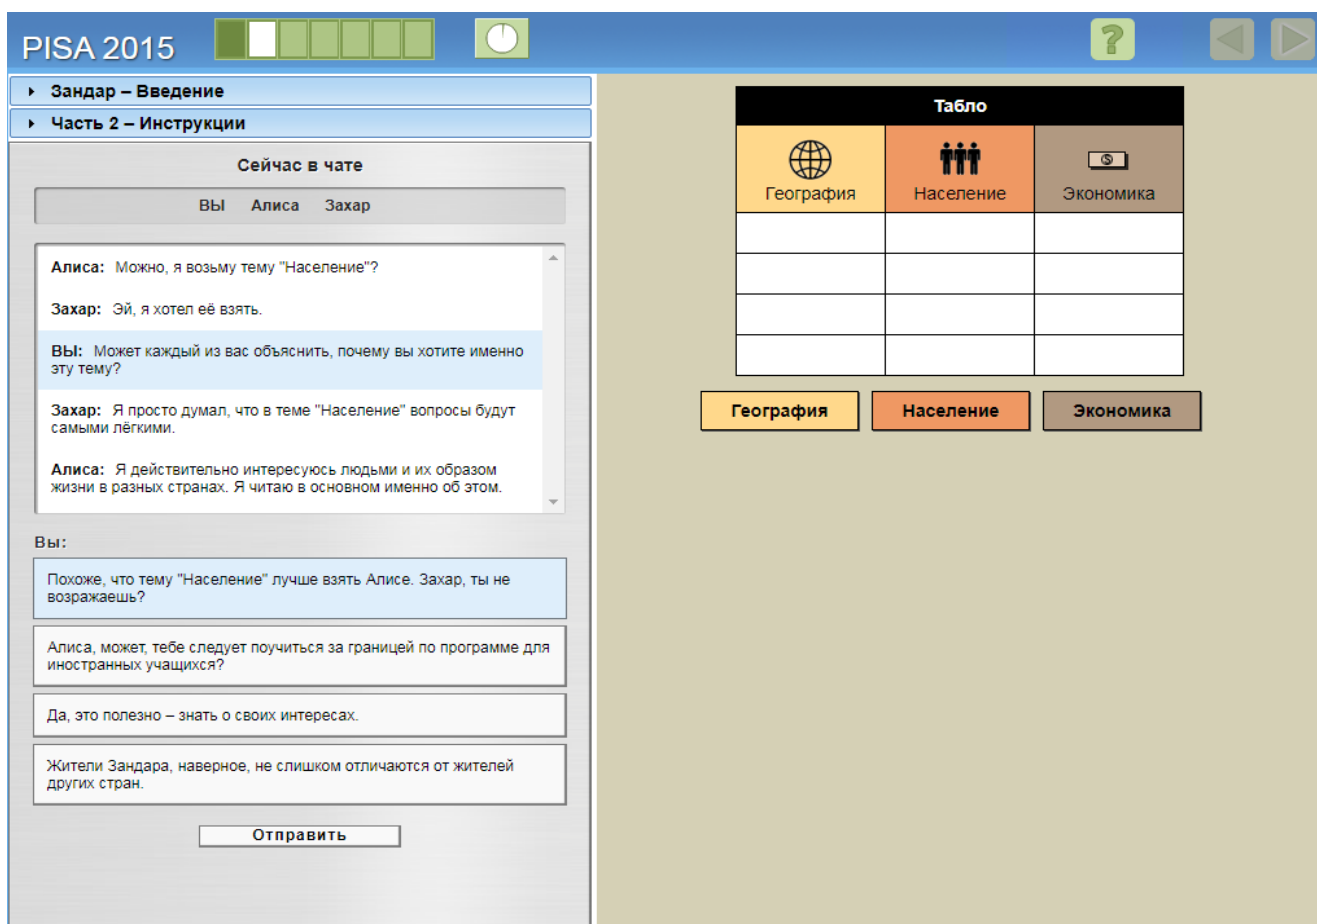 PISA 2015
?
Зандар – Введение
Часть 2 – Инструкции
Сейчас в чате
ВЫ Алиса Захар
Алиса: Можно, я возьму тему "Население"?
Захар: Эй, я хотел её взять.
ВЫ: Может каждый из вас объяснить, почему вы хотите именно
эту тему?
Захар: Я просто думал, что в теме "Население" вопросы будут
самыми лёгкими.
Алиса: Я действительно интересуюсь людьми и их образом
жизни в разных странах. Я читаю в основном именно об этом.
Вы:
Похоже, что тему "Население" лучше взять Алисе. Захар, ты не
возражаешь?
Алиса, может, тебе следует поучиться за границей по программе для
иностранных учащихся?
Да, это полезно – знать о своих интересах.
Жители Зандара, наверное, не слишком отличаются от жителей
других стран.
Отправить
Табло
$
География Население Экономика
География Население Экономика